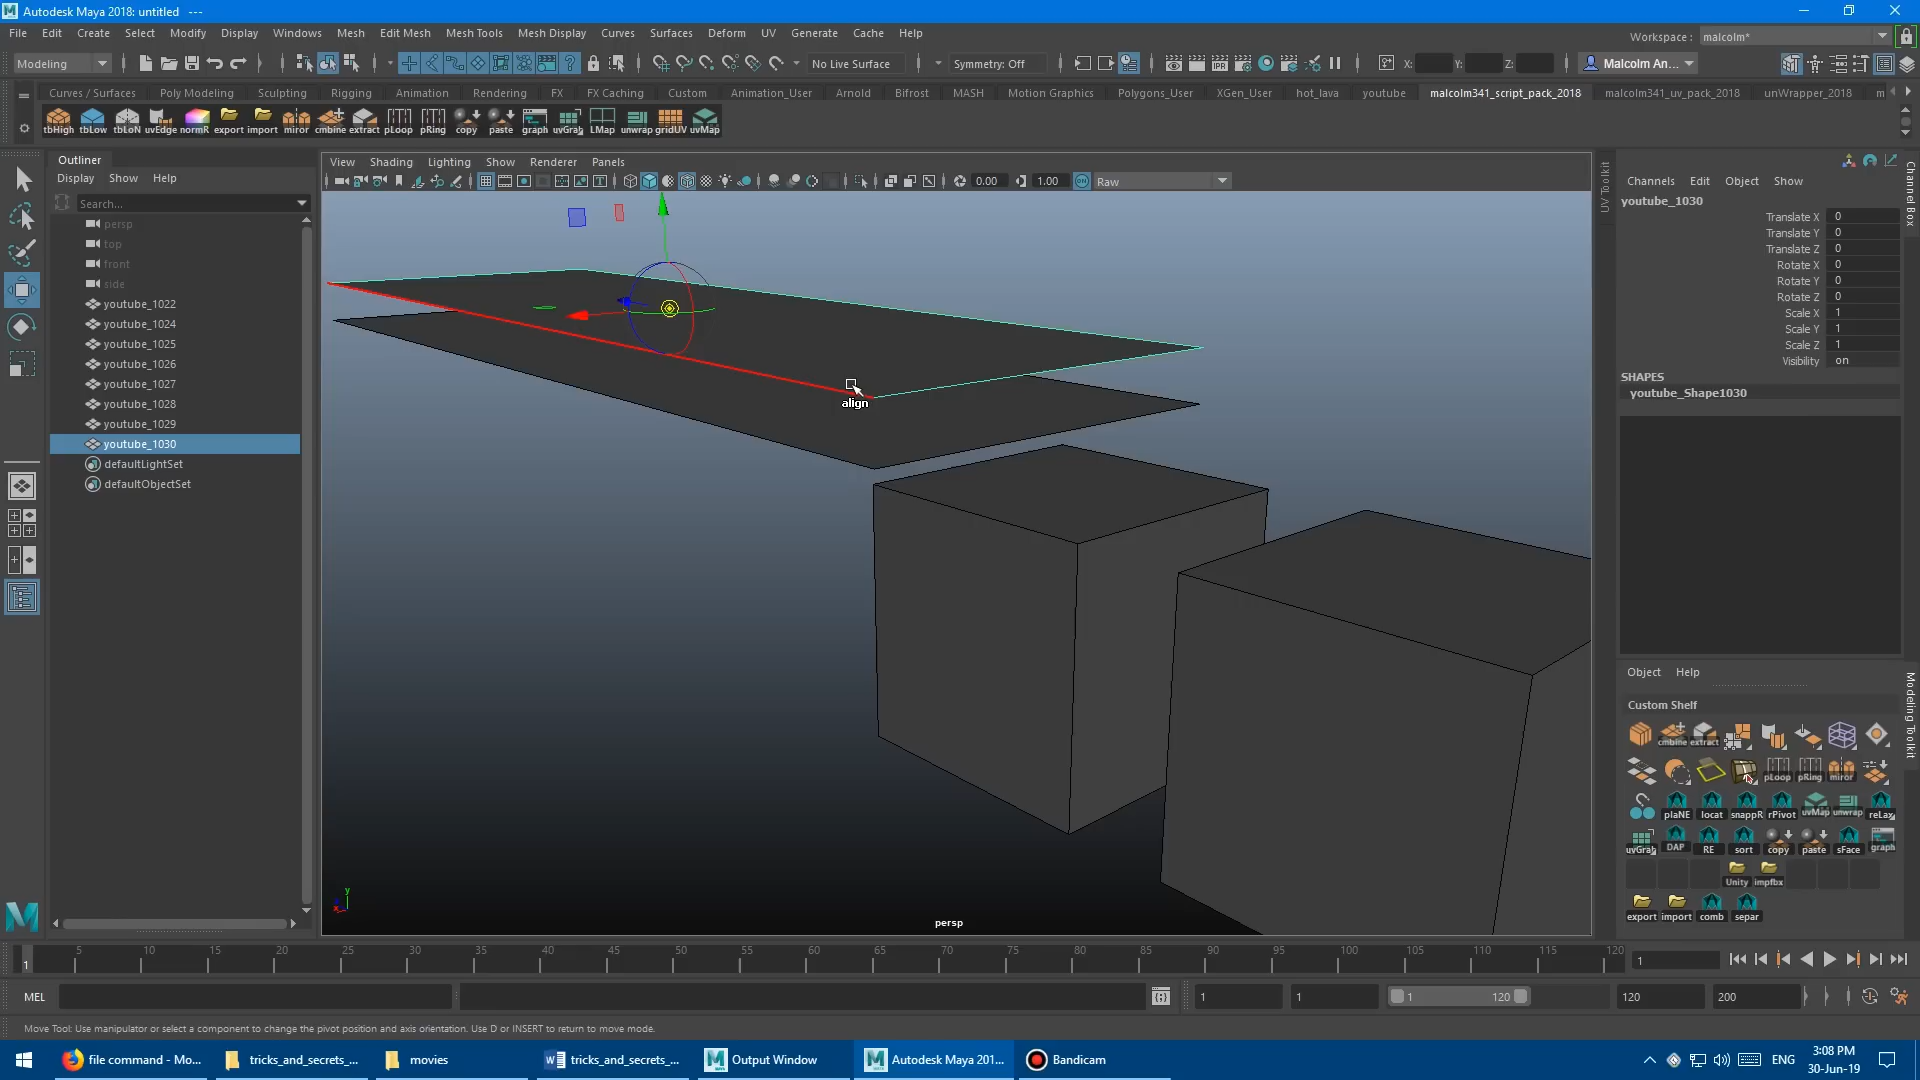 Autodesk Maya 2018: untitled   ---
File Edit Create Select Modify Display Windows Mesh Edit Mesh Mesh Tools Mesh Display Curves Surfaces Deform UV Generate Cache Help
Workspace : malcolm*
Modeling No Live Surface Symmetry: Off X: Y: Z: Malcolm An...
Curves / Surfaces Poly Modeling Sculpting Rigging Animation Rendering FX FX Caching Custom Animation_User Arnold Bifrost MASH Motion Graphics Polygons_User XGen_User hot_lava youtube malcolm341_script_pack_2018 malcolm341_uv_pack_2018 unWrapper_2018 m
tbHigh tbLow tbLoN uvEdge normR export import miror cmbine extract pLoop pRing copy paste graph uvGrab LMap unwrap gridUV uvMap
Outliner
Display Show Help
Search...
persp
top
front
side
youtube_1022
youtube_1024
youtube_1025
youtube_1026
youtube_1027
youtube_1028
youtube_1029
youtube_1030
defaultLightSet
defaultObjectSet
View Shading Lighting Show Renderer Panels
0.00 1.00 ON Raw
align
y
persp
UV Toolkit
Channels Edit Object Show
youtube_1030
Translate X 0
Translate Y 0
Translate Z 0
Rotate X 0
Rotate Y 0
Rotate Z 0
Scale X 1
Scale Y 1
Scale Z 1
Visibility on
SHAPES
youtube_Shape1030
Channel Box
Modeling Toolkit
Object Help
Custom Shelf
cmbine extract
pLoop pRing miror
plaNE locat snappR rPivot uvMap unwrap reLax
uvGrab DAP RE sort copy paste sFace graph
Unity impfbx
export import comb separ
1 5 10 15 20 25 30 35 40 45 50 55 60 65 70 75 80 85 90 95 100 105 110 115 120 1
MEL 1 1 1 120 120 200
Move Tool: Use manipulator or select a component to change the pivot position and axis orientation. Use D or INSERT to return to move mode.
file command - Mo... tricks_and_secrets_... movies tricks_and_secrets_... Output Window Autodesk Maya 201... Bandicam ENG 3:08 PM
30-Jun-19